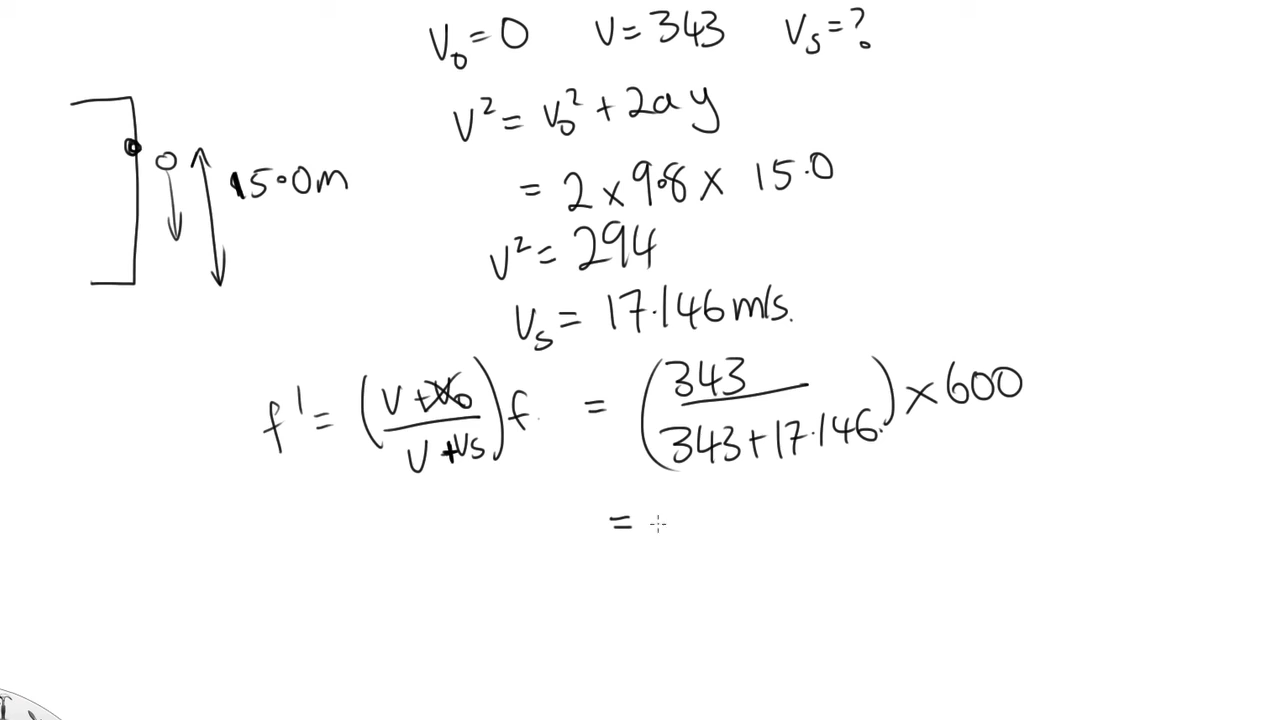 V₀ = 0 V = 343 Vs = ?
V² = V₀² + 2ay
15.0m
= 2 × 9.8 × 15.0
V² = 294
Vs = 17.146 m/s.
f' = (V + V₀ / V + Vs) f. = (343 / 343 + 17.146.) × 600
=